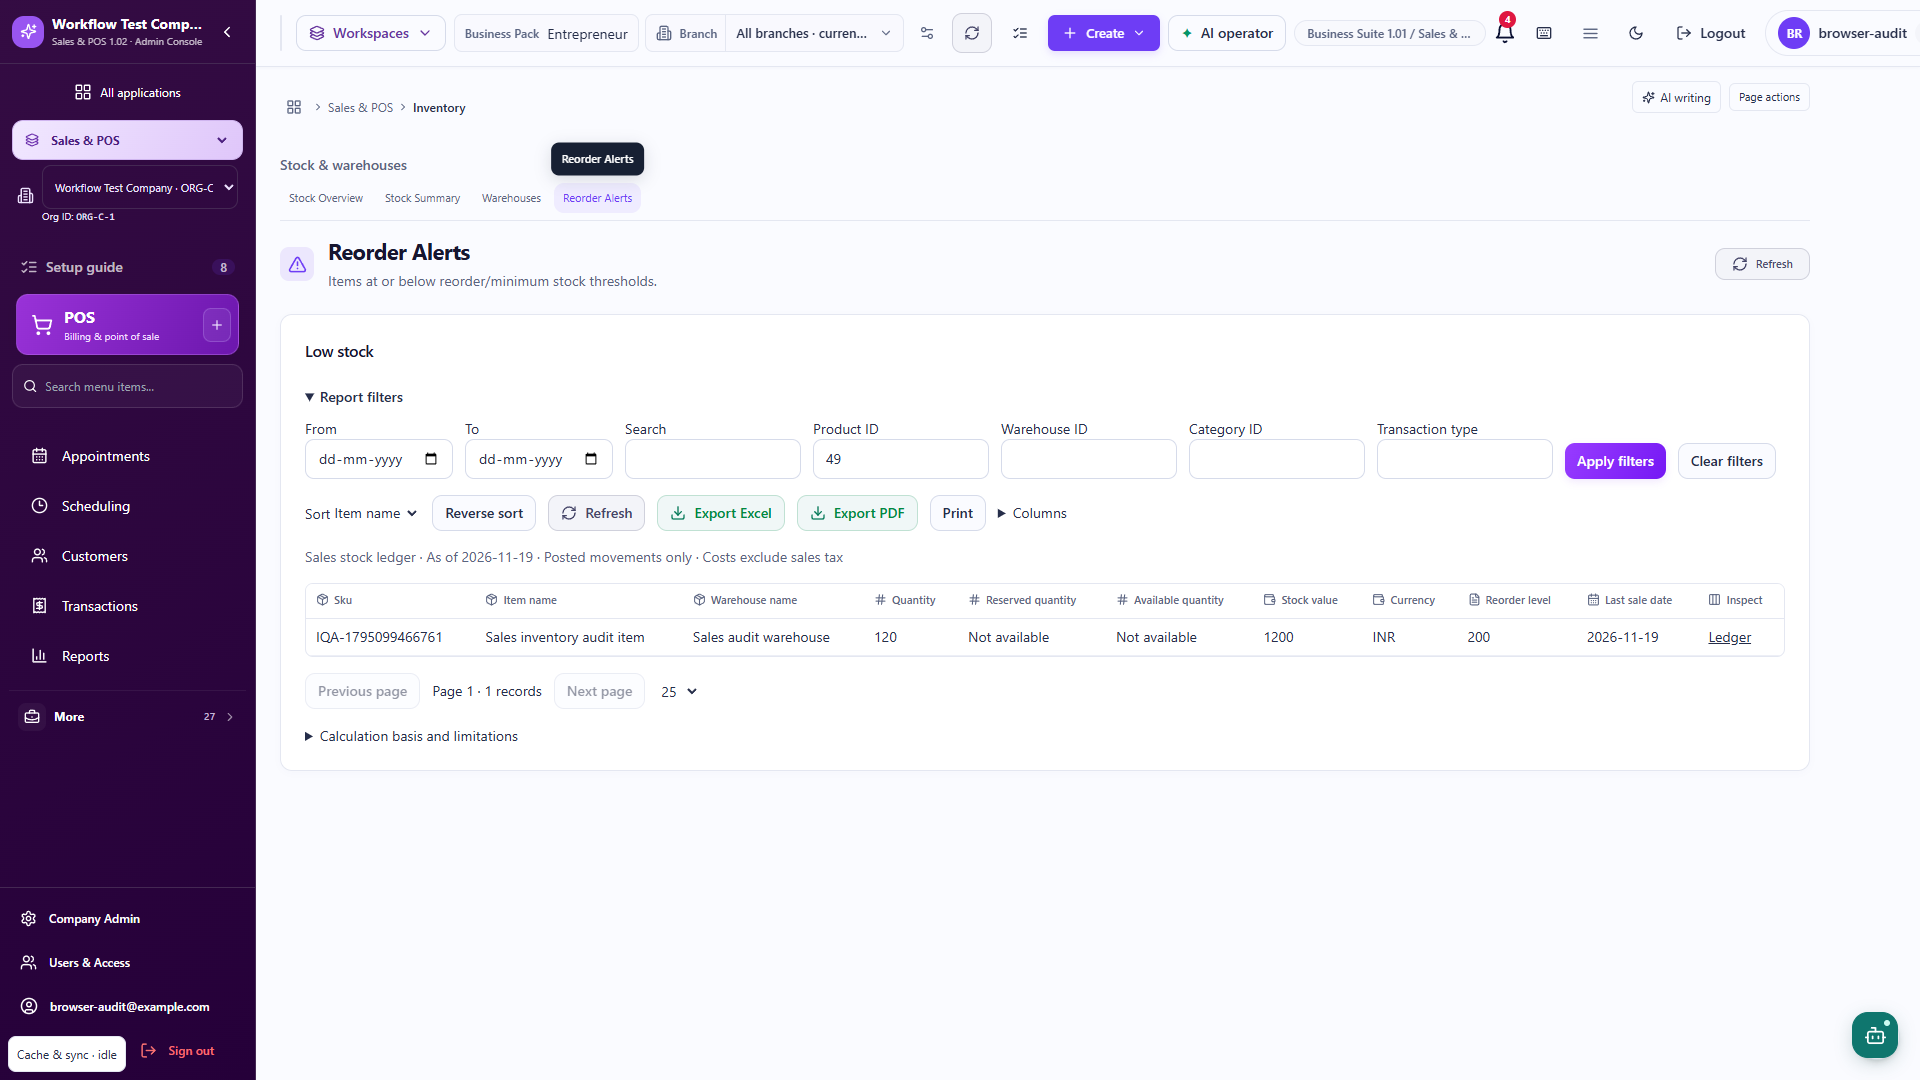 Workflow Test Comp...
Sales & POS 1.02 · Admin Console
All applications
Sales & POS
Workflow Test Company · ORG-C
Org ID: ORG-C-1
Setup guide 8
POS
Billing & point of sale
Search menu items...
Appointments
Scheduling
Customers
Transactions
Reports
More 27
Company Admin
Users & Access
browser-audit@example.com
Cache & sync · idle
Sign out
Workspaces
Business Pack Entrepreneur
Branch All branches · curren...
Create
AI operator
Business Suite 1.01 / Sales & ...
4
Logout
BR browser-audit
Sales & POS Inventory
AI writing
Page actions
Stock & warehouses
Reorder Alerts
Stock Overview Stock Summary Warehouses Reorder Alerts
Reorder Alerts
Items at or below reorder/minimum stock thresholds.
Refresh
Low stock
Report filters
From To Search Product ID Warehouse ID Category ID Transaction type
dd-mm-yyyy dd-mm-yyyy 49 Apply filters Clear filters
Sort Item name Reverse sort Refresh Export Excel Export PDF Print Columns
Sales stock ledger · As of 2026-11-19 · Posted movements only · Costs exclude sales tax
Sku Item name Warehouse name Quantity Reserved quantity Available quantity Stock value Currency Reorder level Last sale date Inspect
IQA-1795099466761 Sales inventory audit item Sales audit warehouse 120 Not available Not available 1200 INR 200 2026-11-19 Ledger
Previous page Page 1 · 1 records Next page 25
Calculation basis and limitations